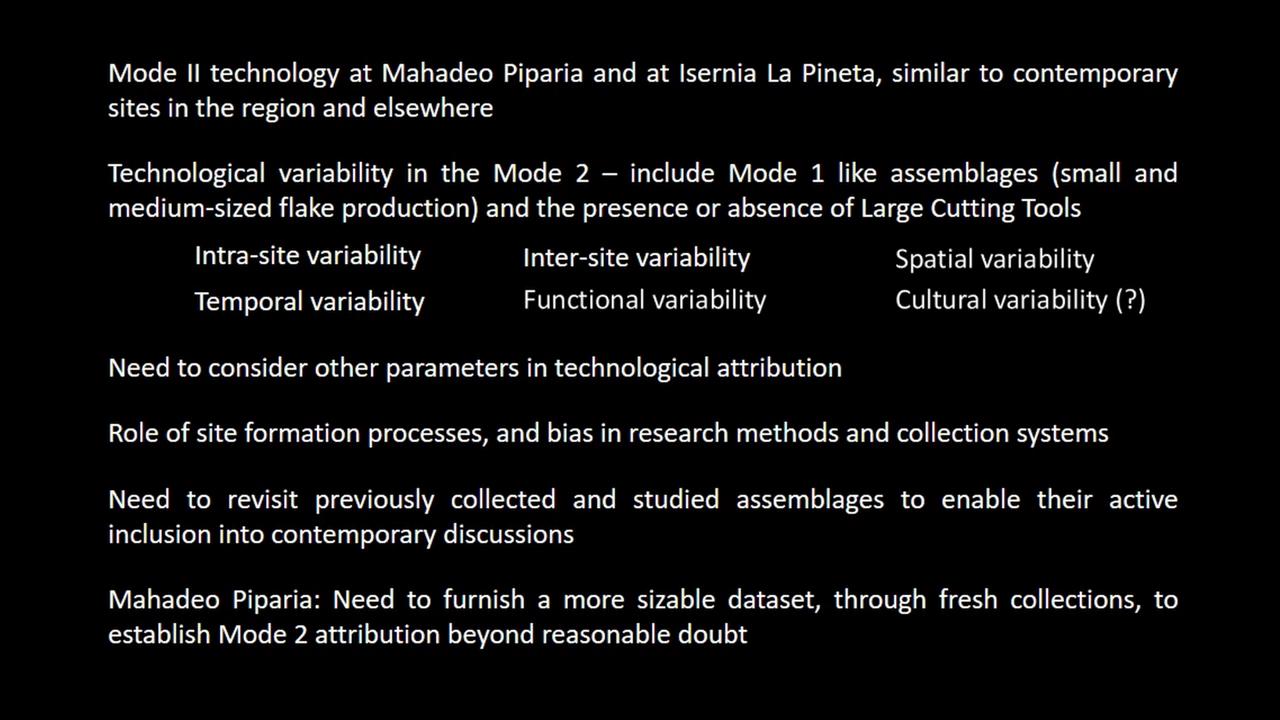 Mode II technology at Mahadeo Piparia and at Isernia La Pineta, similar to contemporary
sites in the region and elsewhere
Technological variability in the Mode 2 – include Mode 1 like assemblages (small and
medium-sized flake production) and the presence or absence of Large Cutting Tools
Intra-site variability Inter-site variability Spatial variability
Temporal variability Functional variability Cultural variability (?)
Need to consider other parameters in technological attribution
Role of site formation processes, and bias in research methods and collection systems
Need to revisit previously collected and studied assemblages to enable their active
inclusion into contemporary discussions
Mahadeo Piparia: Need to furnish a more sizable dataset, through fresh collections, to
establish Mode 2 attribution beyond reasonable doubt